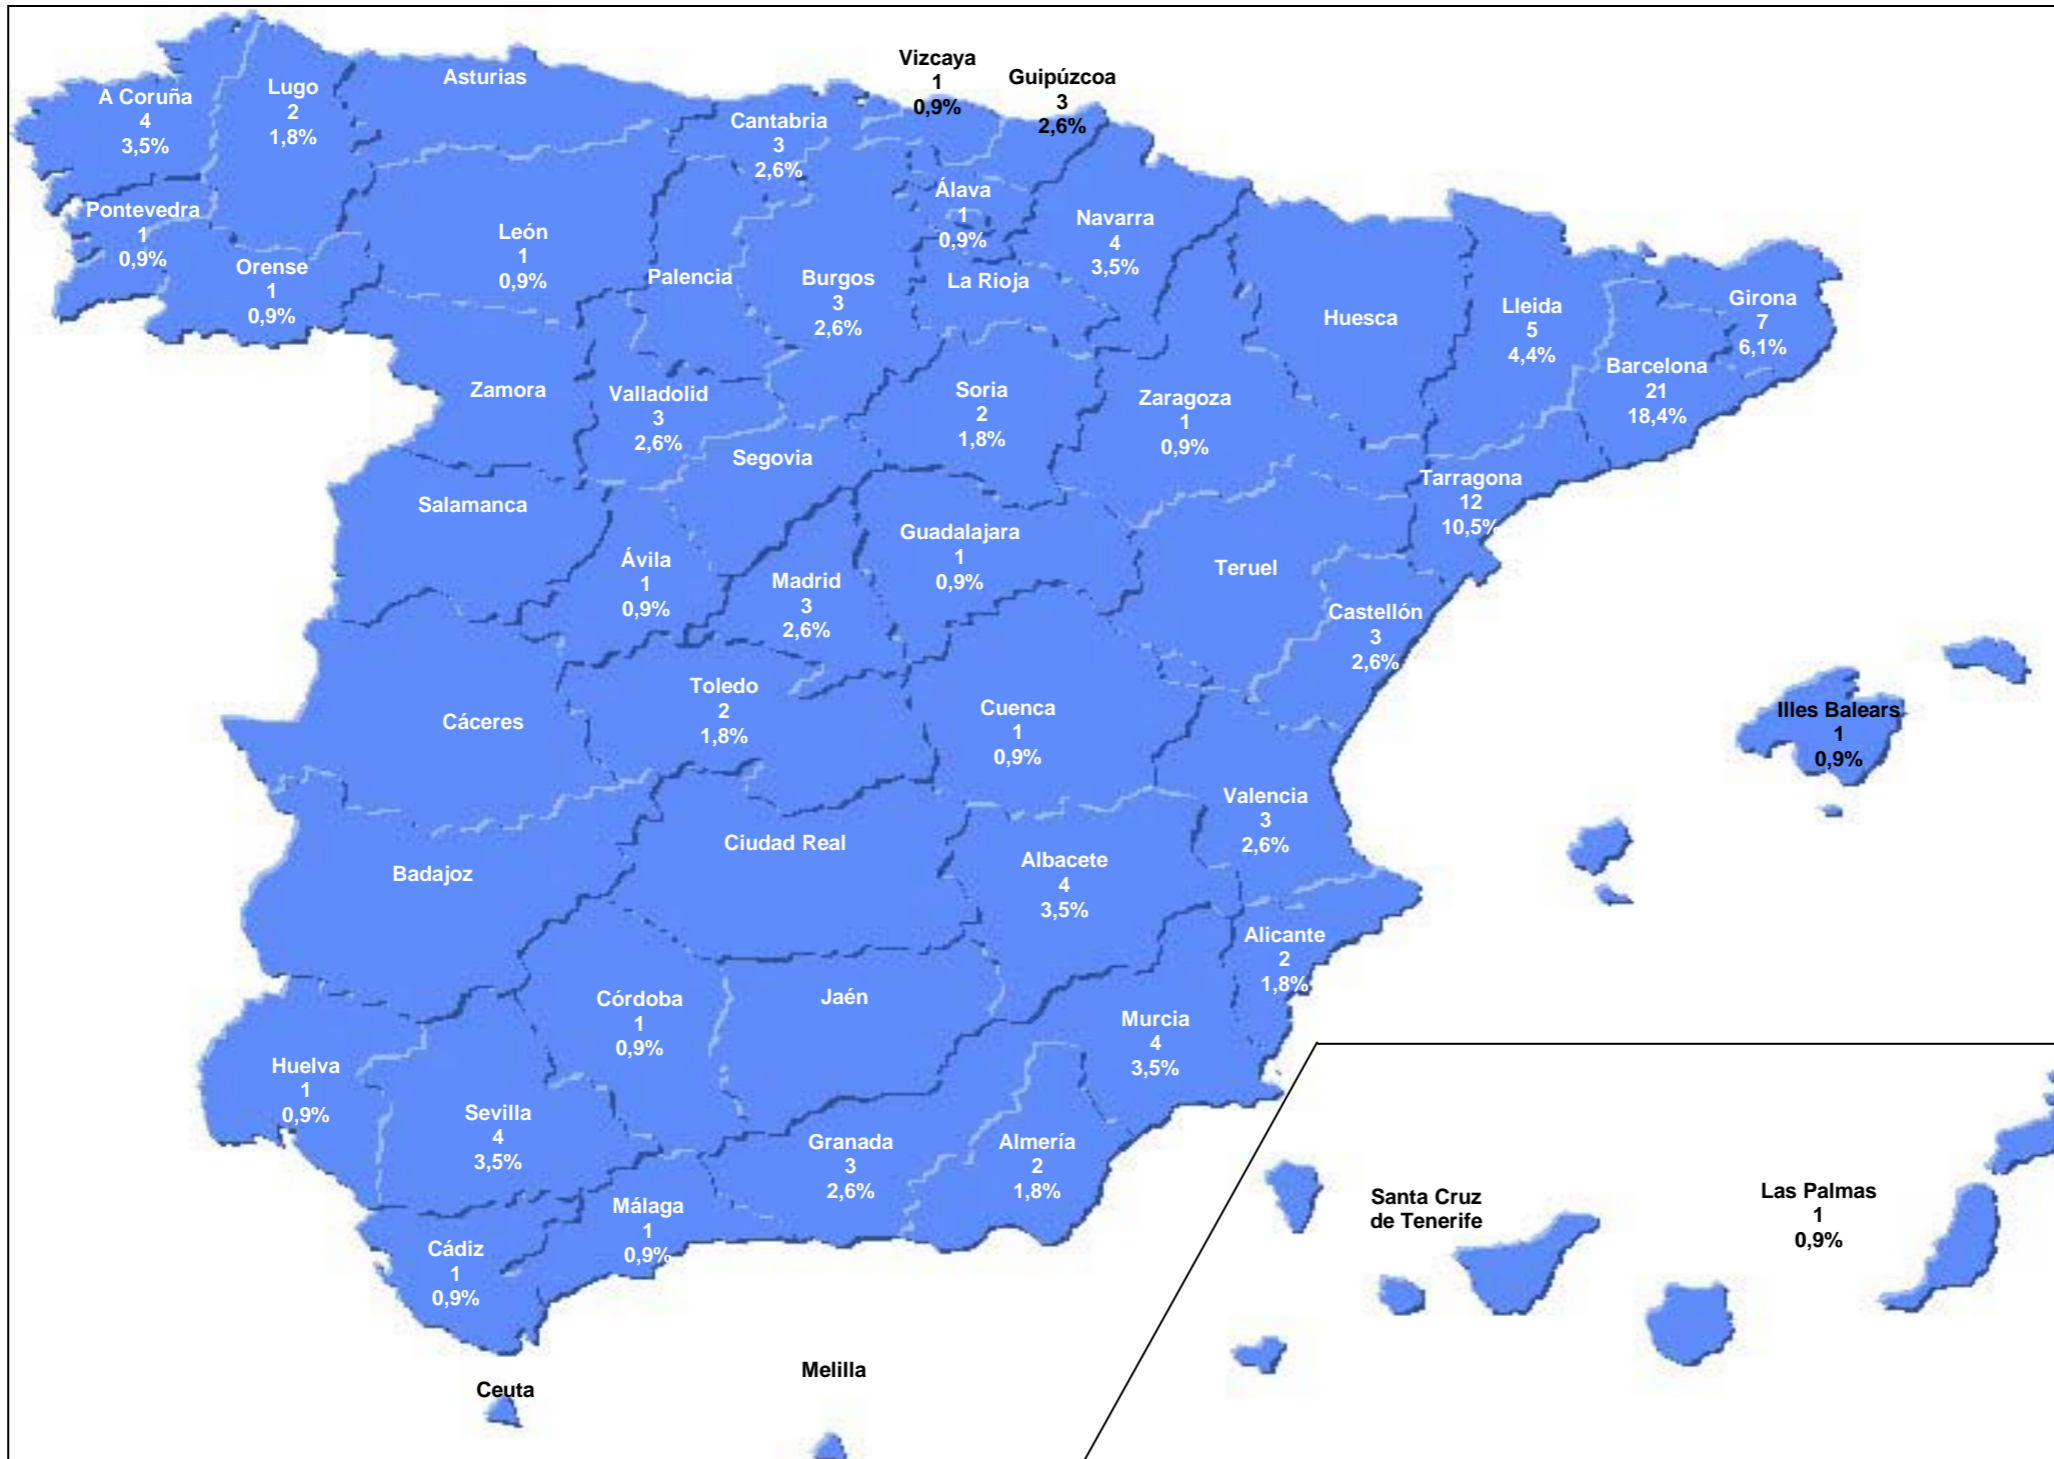 A Coruña
4
3,5%
Lugo
2
1,8%
Asturias
Cantabria
3
2,6%
Vizcaya
1
0,9%
Guipúzcoa
3
2,6%
Pontevedra
1
0,9%
Orense
1
0,9%
León
1
0,9%
Palencia
Burgos
3
2,6%
Álava
1
0,9%
La Rioja
Navarra
4
3,5%
Huesca
Lleida
5
4,4%
Girona
7
6,1%
Barcelona
21
18,4%
Zamora
Valladolid
3
2,6%
Soria
2
1,8%
Zaragoza
1
0,9%
Segovia
Tarragona
12
10,5%
Salamanca
Ávila
1
0,9%
Madrid
3
2,6%
Guadalajara
1
0,9%
Teruel
Castellón
3
2,6%
Cáceres
Toledo
2
1,8%
Cuenca
1
0,9%
Illes Balears
1
0,9%
Valencia
3
2,6%
Badajoz
Ciudad Real
Albacete
4
3,5%
Alicante
2
1,8%
Córdoba
1
0,9%
Jaén
Murcia
4
3,5%
Huelva
1
0,9%
Sevilla
4
3,5%
Granada
3
2,6%
Almería
2
1,8%
Málaga
1
0,9%
Cádiz
1
0,9%
Santa Cruz
de Tenerife
Las Palmas
1
0,9%
Ceuta
Melilla